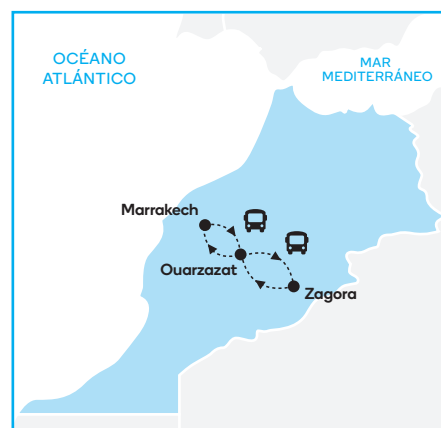 OCÉANO
ATLÁNTICO
MAR
MEDITERRÁNEO
Marrakech
Ouarzazat
Zagora